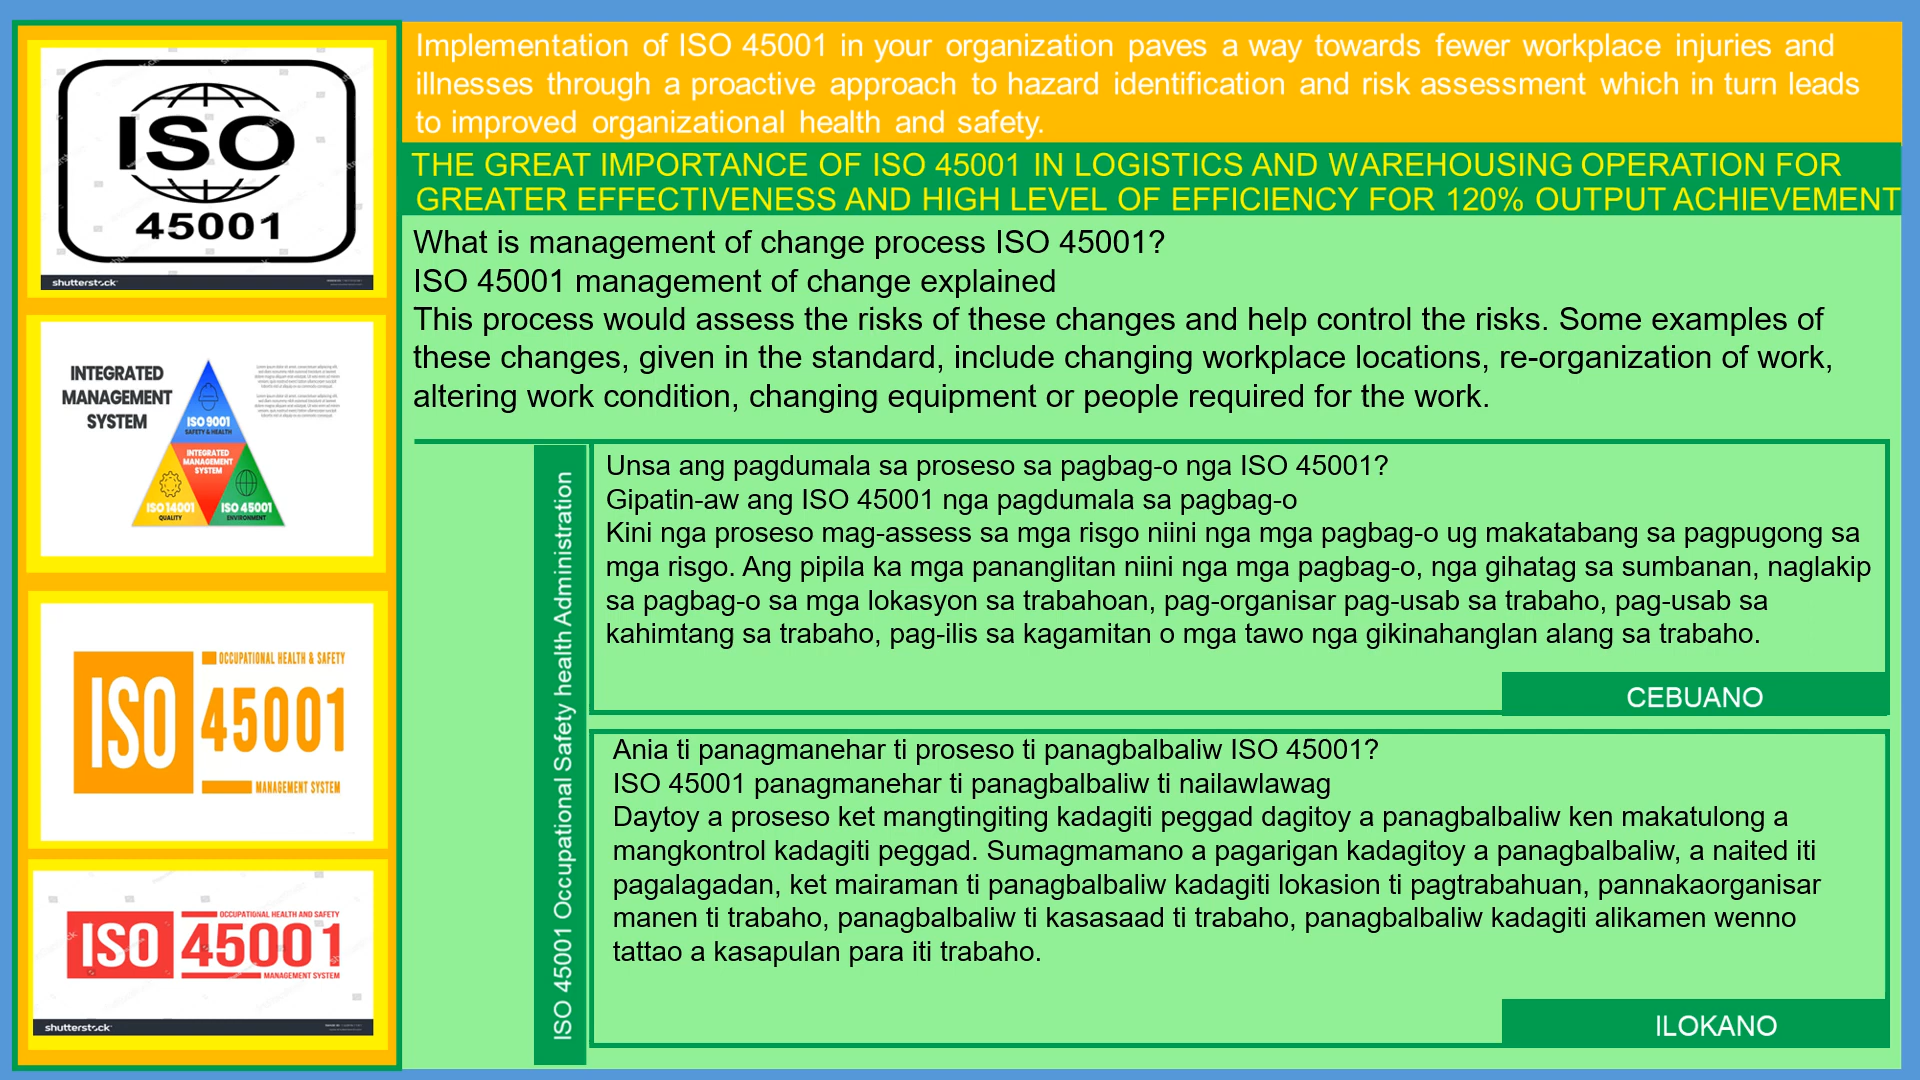 ISO
45001
shutterstock
INTEGRATED
MANAGEMENT
SYSTEM
ISO 9001
SAFETY & HEALTH
INTEGRATED
MANAGEMENT
SYSTEM
ISO 14001
QUALITY
ISO 45001
ENVIRONMENT
OCCUPATIONAL HEALTH & SAFETY
ISO 45001
MANAGEMENT SYSTEM
OCCUPATIONAL HEALTH AND SAFETY
ISO 45001
MANAGEMENT SYSTEM
shutterstock
Implementation of ISO 45001 in your organization paves a way towards fewer workplace injuries and
illnesses through a proactive approach to hazard identification and risk assessment which in turn leads
to improved organizational health and safety.
THE GREAT IMPORTANCE OF ISO 45001 IN LOGISTICS AND WAREHOUSING OPERATION FOR
GREATER EFFECTIVENESS AND HIGH LEVEL OF EFFICIENCY FOR 120% OUTPUT ACHIEVEMENT
What is management of change process ISO 45001?
ISO 45001 management of change explained
This process would assess the risks of these changes and help control the risks. Some examples of
these changes, given in the standard, include changing workplace locations, re-organization of work,
altering work condition, changing equipment or people required for the work.
ISO 45001 Occupational Safety health Administration
Unsa ang pagdumala sa proseso sa pagbag-o nga ISO 45001?
Gipatin-aw ang ISO 45001 nga pagdumala sa pagbag-o
Kini nga proseso mag-assess sa mga risgo niini nga mga pagbag-o ug makatabang sa pagpugong sa
mga risgo. Ang pipila ka mga pananglitan niini nga mga pagbag-o, nga gihatag sa sumbanan, naglakip
sa pagbag-o sa mga lokasyon sa trabahoan, pag-organisar pag-usab sa trabaho, pag-usab sa
kahimtang sa trabaho, pag-ilis sa kagamitan o mga tawo nga gikinahanglan alang sa trabaho.
CEBUANO
Ania ti panagmanehar ti proseso ti panagbalbaliw ISO 45001?
ISO 45001 panagmanehar ti panagbalbaliw ti nailawlawag
Daytoy a proseso ket mangtingiting kadagiti peggad dagitoy a panagbalbaliw ken makatulong a
mangkontrol kadagiti peggad. Sumagmamano a pagarigan kadagitoy a panagbalbaliw, a naited iti
pagalagadan, ket mairaman ti panagbalbaliw kadagiti lokasion ti pagtrabahuan, pannakaorganisar
manen ti trabaho, panagbalbaliw ti kasasaad ti trabaho, panagbalbaliw kadagiti alikamen wenno
tattao a kasapulan para iti trabaho.
ILOKANO